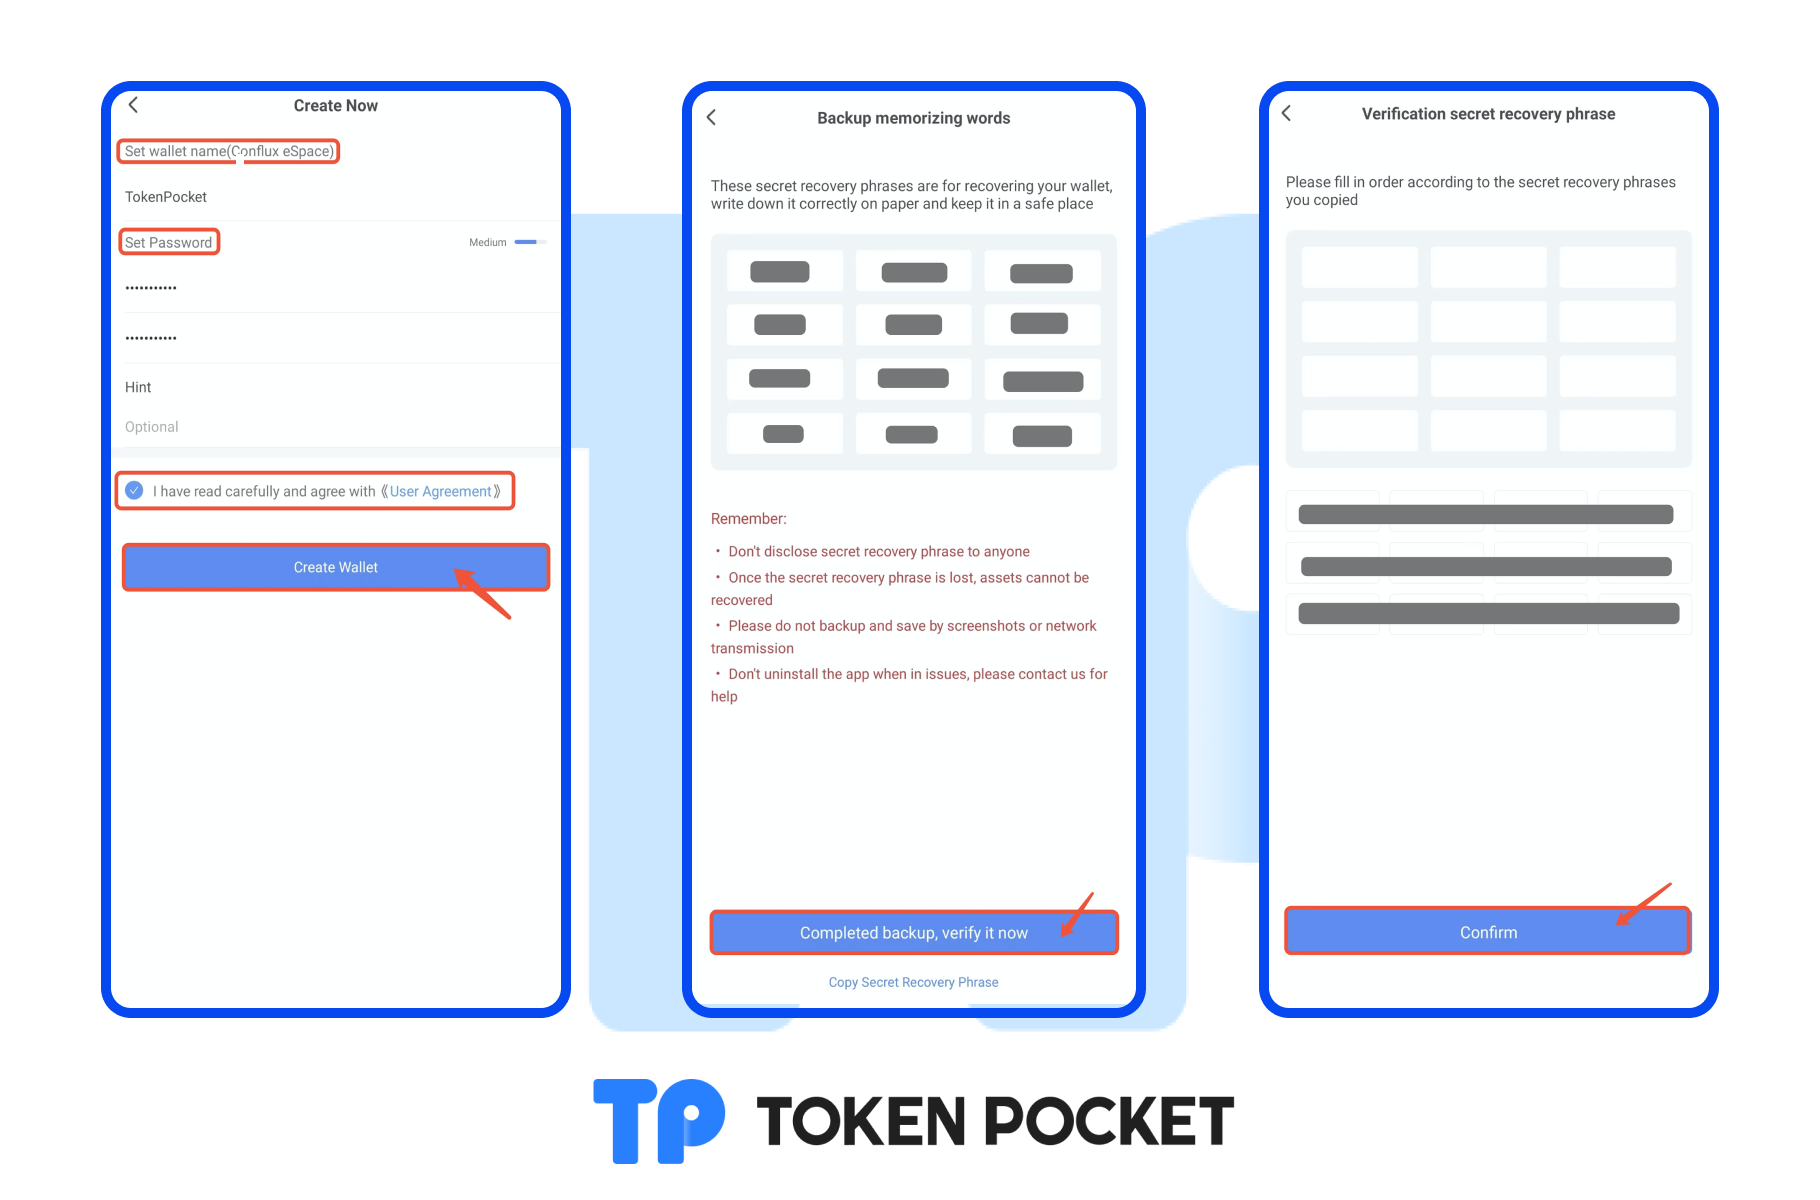 Create Now
Set wallet name(Conflux eSpace)
TokenPocket
Set Password
Medium
•••••••••••
•••••••••••
Hint
Optional
I have read carefully and agree with 《User Agreement》
Create Wallet
Backup memorizing words
These secret recovery phrases are for recovering your wallet,
write down it correctly on paper and keep it in a safe place
Remember:
• Don't disclose secret recovery phrase to anyone
• Once the secret recovery phrase is lost, assets cannot be
recovered
• Please do not backup and save by screenshots or network
transmission
• Don't uninstall the app when in issues, please contact us for
help
Completed backup, verify it now
Copy Secret Recovery Phrase
Verification secret recovery phrase
Please fill in order according to the secret recovery phrases
you copied
Confirm
TP TOKEN POCKET